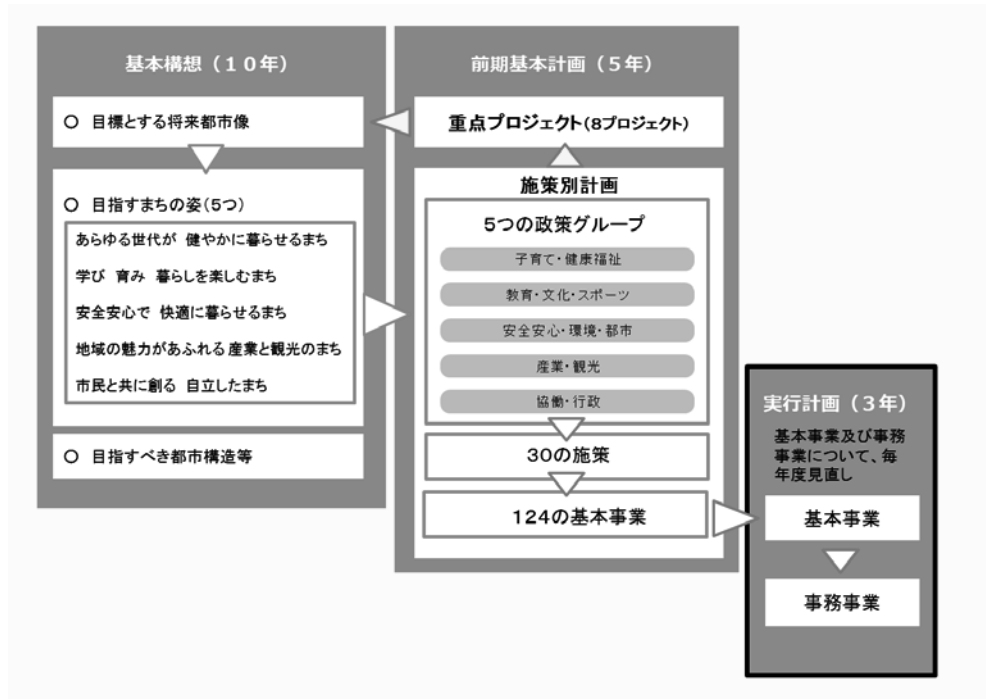 基本構想（１０年）
○ 目標とする将来都市像
○ 目指すまちの姿(5つ)
あらゆる世代が 健やかに暮らせるまち
学び 育み 暮らしを楽しむまち
安全安心で 快適に暮らせるまち
地域の魅力があふれる 産業と観光のまち
市民と共に創る 自立したまち
○ 目指すべき都市構造等
前期基本計画（５年）
重点プロジェクト(8プロジェクト)
施策別計画
5つの政策グループ
子育て・健康福祉
教育・文化・スポーツ
安全安心・環境・都市
産業・観光
協働・行政
30の施策
124の基本事業
実行計画（３年）
基本事業及び事務
事業について、毎
年度見直し
基本事業
事務事業